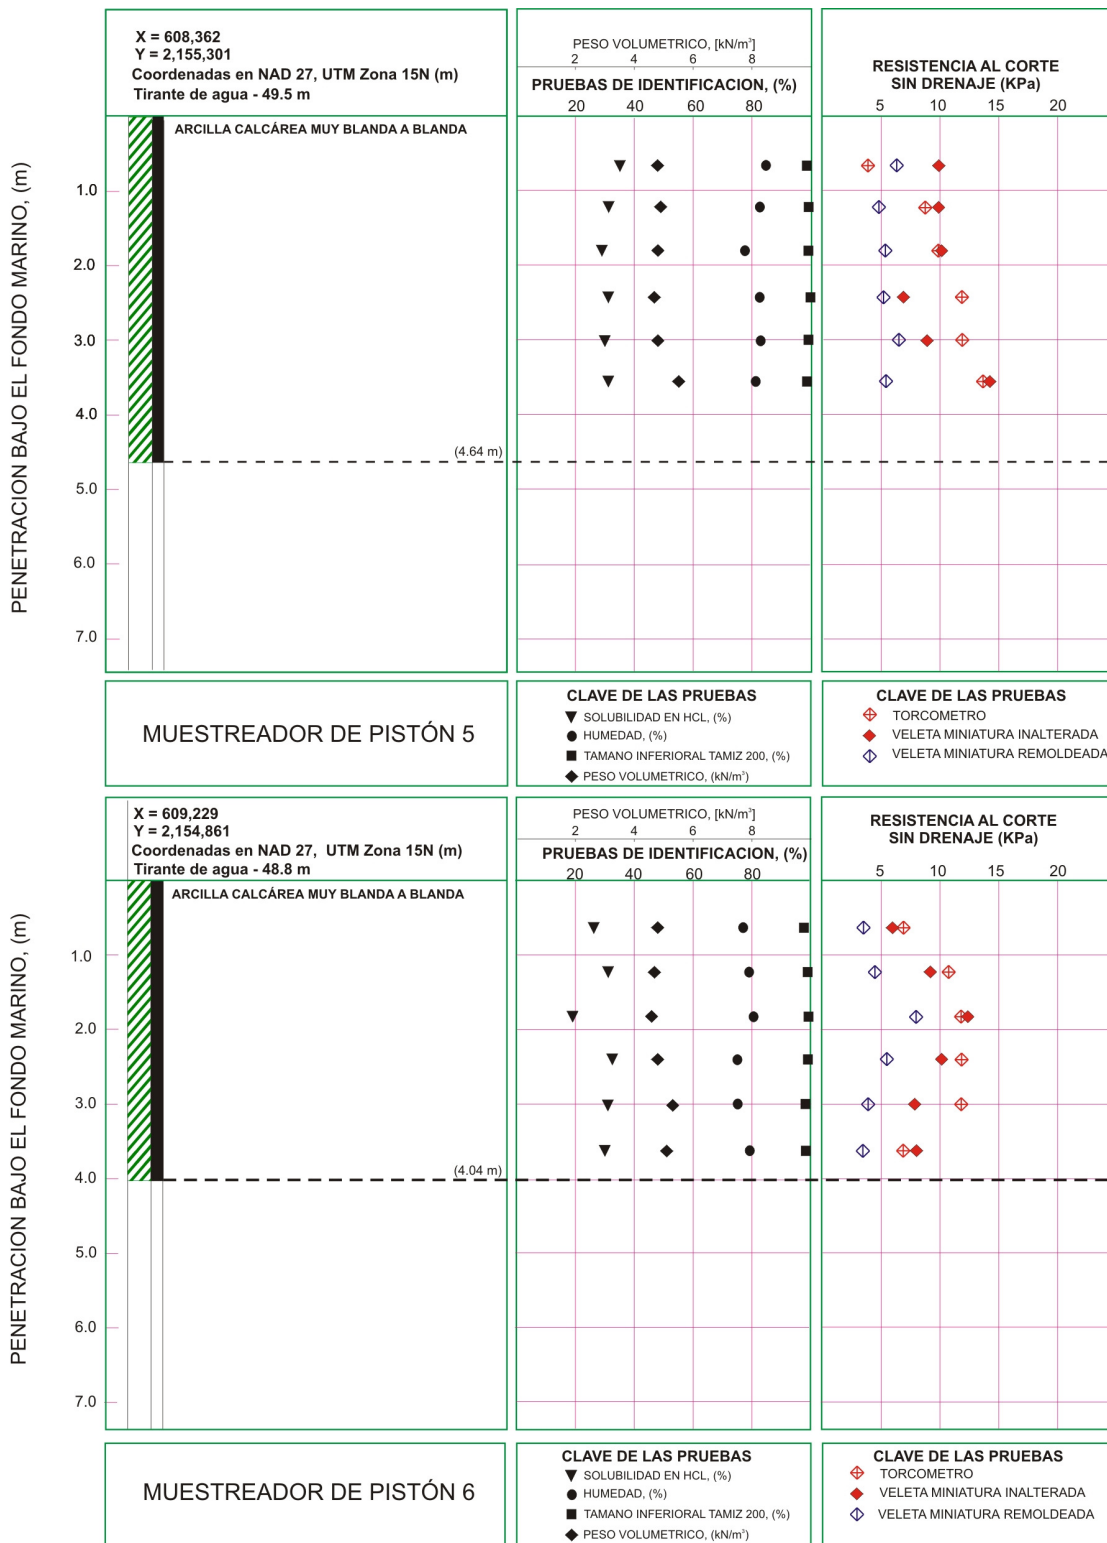 X = 608,362
Y = 2,155,301
Coordenadas en NAD 27, UTM Zona 15N (m)
Tirante de agua - 49.5 m
PESO VOLUMETRICO, [kN/m³]
2 4 6 8
PRUEBAS DE IDENTIFICACION, (%)
20 40 60 80
RESISTENCIA AL CORTE
SIN DRENAJE (KPa)
5 10 15 20
PENETRACION BAJO EL FONDO MARINO, (m)
ARCILLA CALCÁREA MUY BLANDA A BLANDA
1.0
2.0
3.0
4.0
(4.64 m)
5.0
6.0
7.0
MUESTREADOR DE PISTÓN 5
CLAVE DE LAS PRUEBAS
SOLUBILIDAD EN HCL, (%)
HUMEDAD, (%)
TAMANO INFERIORAL TAMIZ 200, (%)
PESO VOLUMETRICO, (kN/m³)
CLAVE DE LAS PRUEBAS
TORCOMETRO
VELETA MINIATURA INALTERADA
VELETA MINIATURA REMOLDEADA
X = 609,229
Y = 2,154,861
Coordenadas en NAD 27, UTM Zona 15N (m)
Tirante de agua - 48.8 m
PESO VOLUMETRICO, [kN/m³]
2 4 6 8
PRUEBAS DE IDENTIFICACION, (%)
20 40 60 80
RESISTENCIA AL CORTE
SIN DRENAJE (KPa)
5 10 15 20
PENETRACION BAJO EL FONDO MARINO, (m)
ARCILLA CALCÁREA MUY BLANDA A BLANDA
1.0
2.0
3.0
(4.04 m)
4.0
5.0
6.0
7.0
MUESTREADOR DE PISTÓN 6
CLAVE DE LAS PRUEBAS
SOLUBILIDAD EN HCL, (%)
HUMEDAD, (%)
TAMANO INFERIORAL TAMIZ 200, (%)
PESO VOLUMETRICO, (kN/m³)
CLAVE DE LAS PRUEBAS
TORCOMETRO
VELETA MINIATURA INALTERADA
VELETA MINIATURA REMOLDEADA